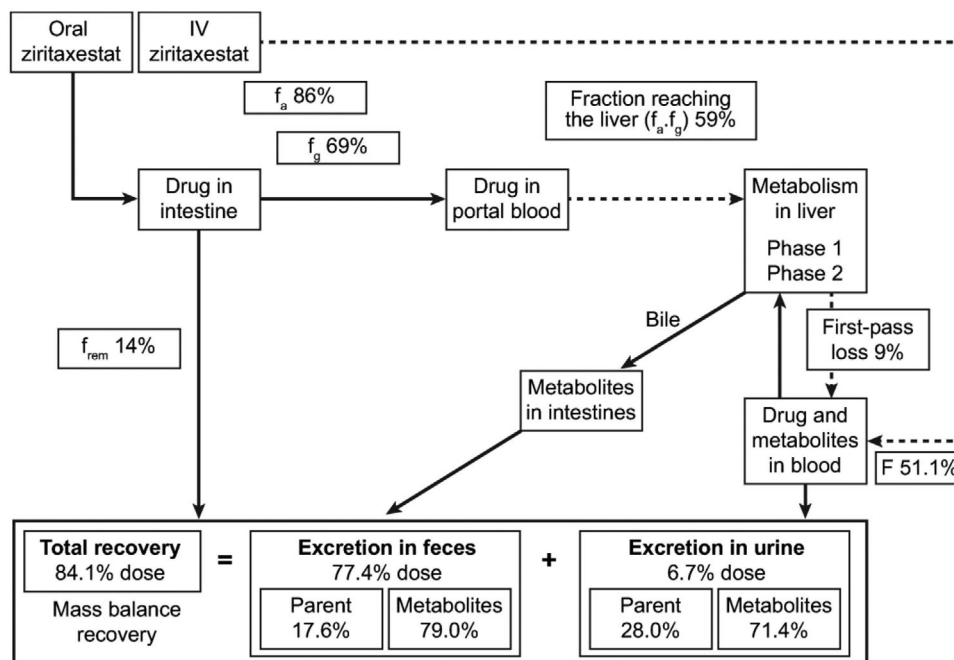 Oral
ziritaxestat
IV
ziritaxestat
fa 86%
Fraction reaching
the liver (fa.fg) 59%
fg 69%
Drug in
intestine
Drug in
portal blood
Metabolism
in liver
Phase 1
Phase 2
Bile
First-pass
loss 9%
frem 14%
Metabolites
in intestines
Drug and
metabolites
in blood
F 51.1%
Total recovery
84.1% dose
Mass balance
recovery
=
Excretion in feces
77.4% dose
Parent
17.6%
Metabolites
79.0%
+
Excretion in urine
6.7% dose
Parent
28.0%
Metabolites
71.4%